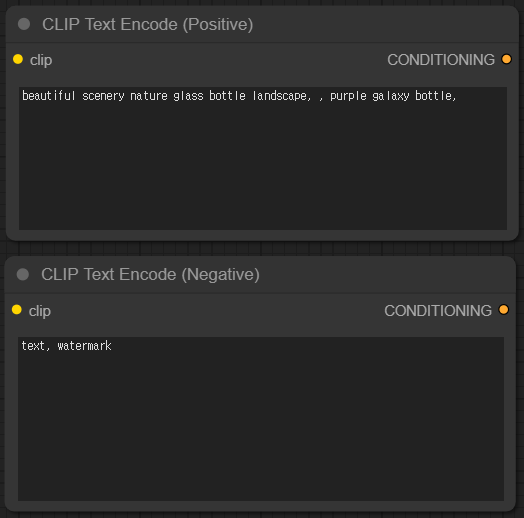 CLIP Text Encode (Positive)
clip CONDITIONING
beautiful scenery nature glass bottle landscape, , purple galaxy bottle,
CLIP Text Encode (Negative)
clip CONDITIONING
text, watermark